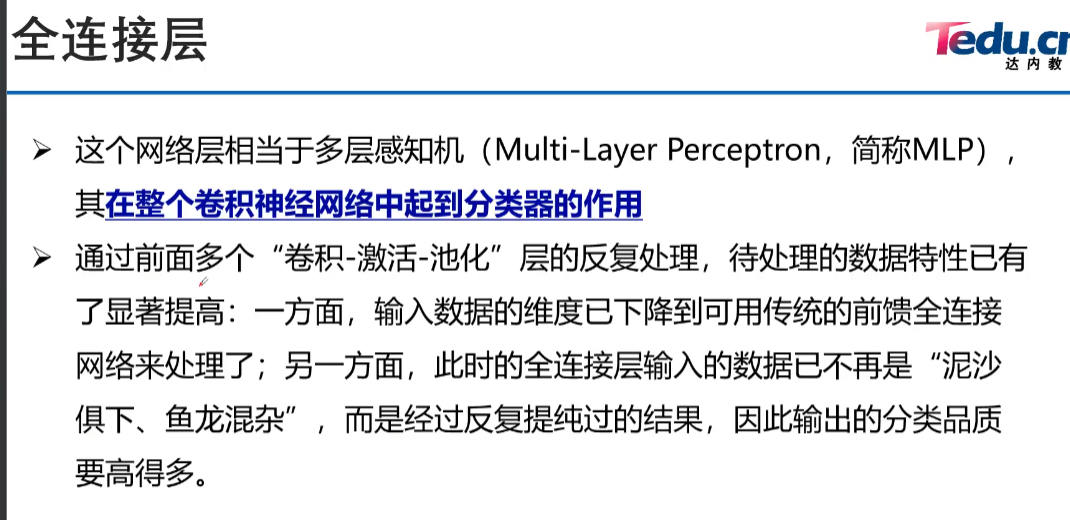 全连接层
Tedu.cn
达内教
这个网络层相当于多层感知机（Multi-Layer Perceptron，简称MLP），
其在整个卷积神经网络中起到分类器的作用
通过前面多个“卷积-激活-池化”层的反复处理，待处理的数据特性已有
了显著提高：一方面，输入数据的维度已下降到可用传统的前馈全连接
网络来处理了；另一方面，此时的全连接层输入的数据已不再是“泥沙
俱下、鱼龙混杂”，而是经过反复提纯过的结果，因此输出的分类品质
要高得多。